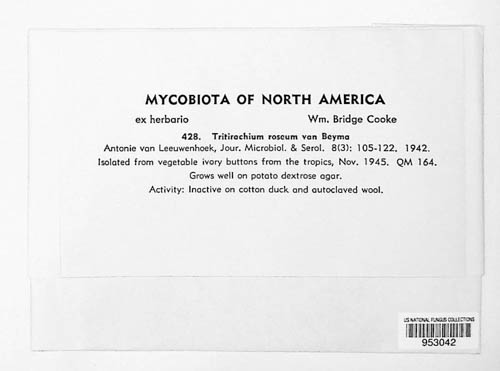 MYCOBIOTA OF NORTH AMERICA
ex herbario Wm. Bridge Cooke
428. Tritirachium roseum van Beyma
Antonie van Leeuwenhoek, Jour. Microbiol. & Serol. 8(3): 105-122. 1942.
Isolated from vegetable ivory buttons from the tropics, Nov. 1945. QM 164.
Grows well on potato dextrose agar.
Activity: Inactive on cotton duck and autoclaved wool.
US NATIONAL FUNGUS COLLECTIONS
953042